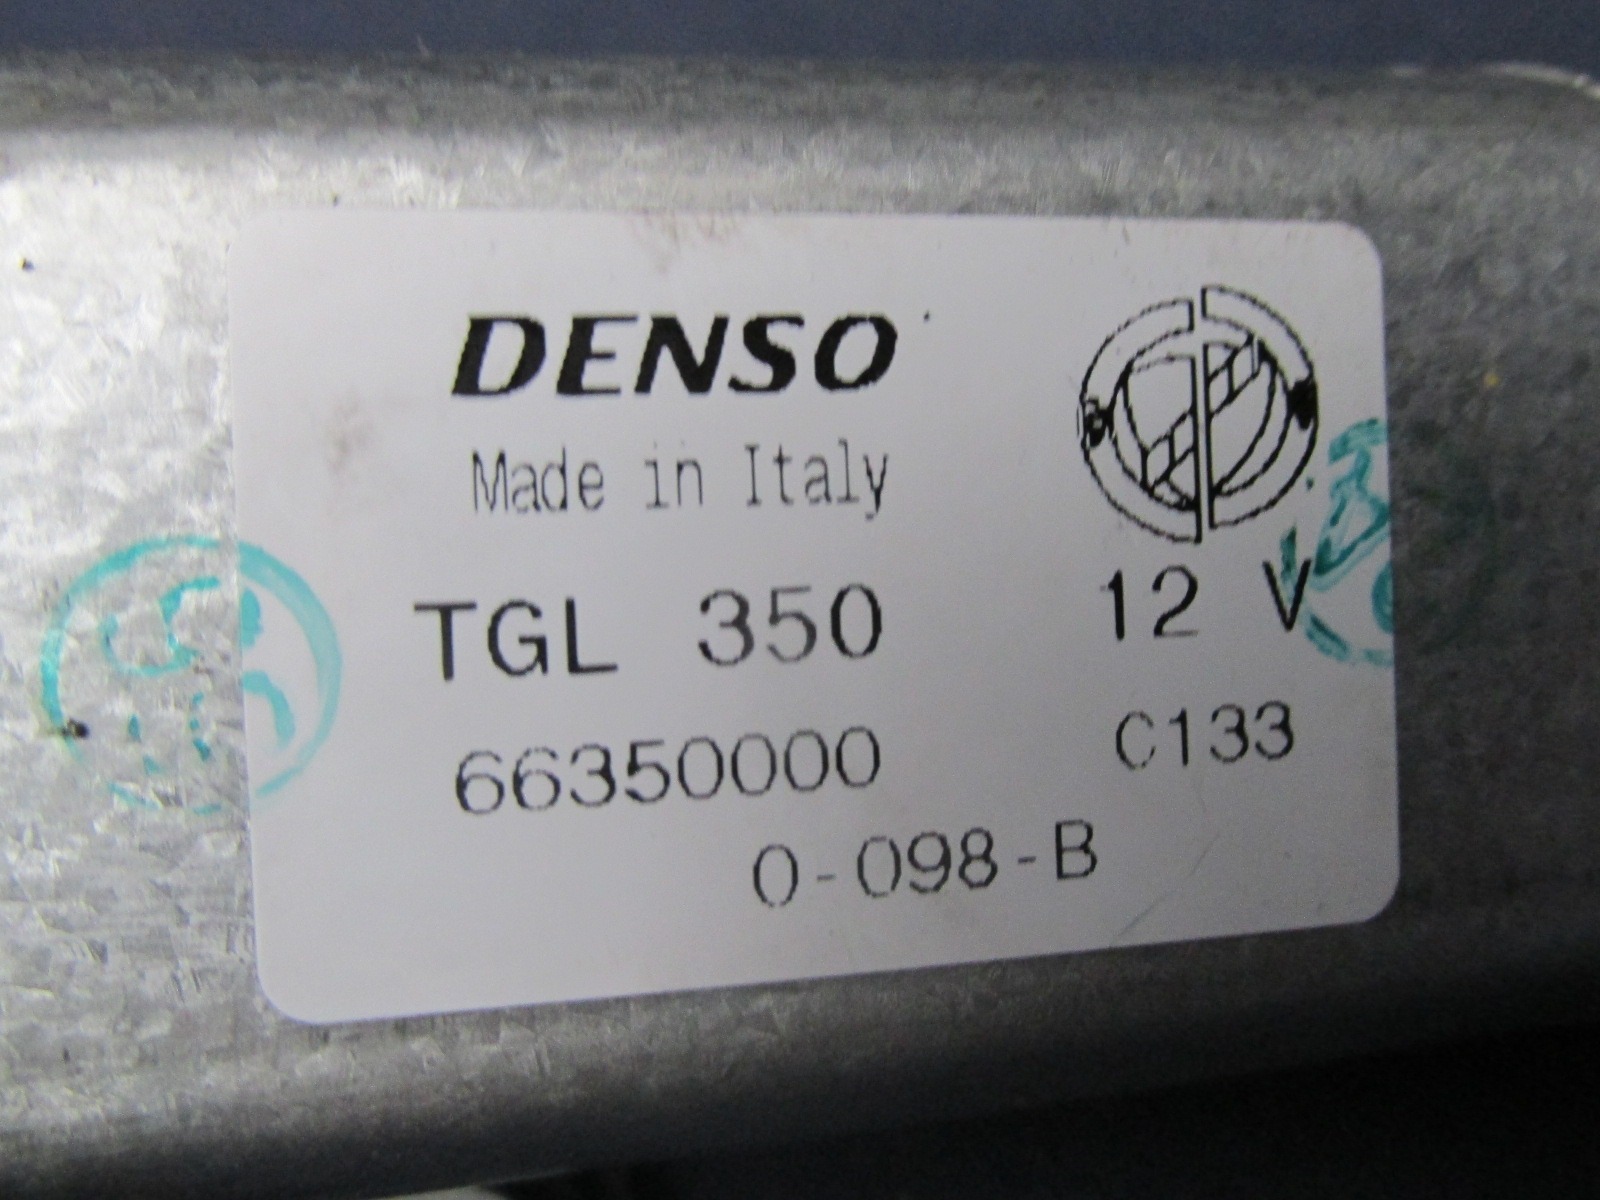 DENSO
Made in Italy
TGL 350 12 V
66350000 C133
0-098-B